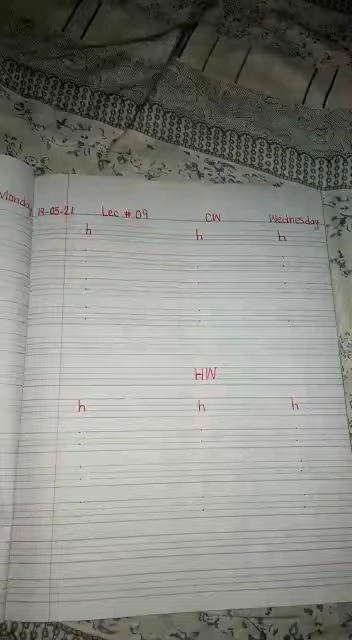 Monday
19-05-21 Lec # 09 CW Wednesday
h h h
HW
h h h